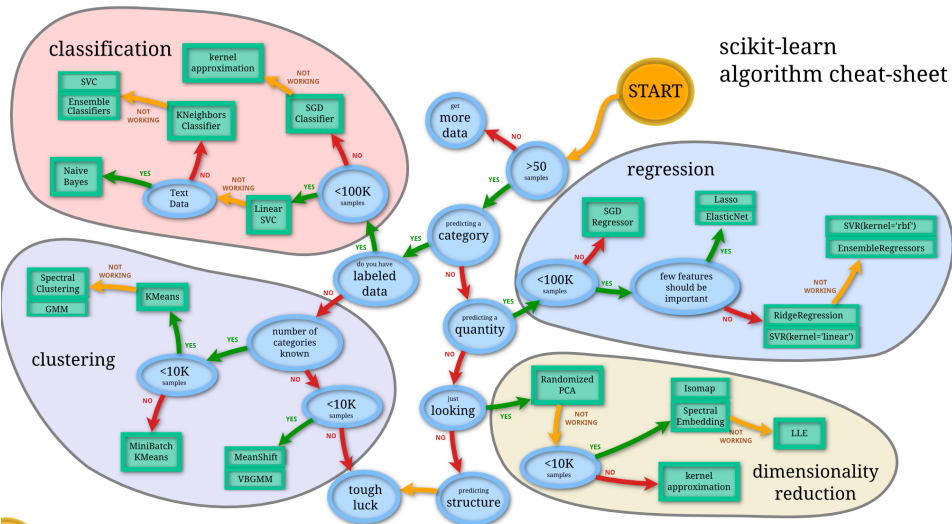 scikit-learn
algorithm cheat-sheet
START
get
more
data
NO
>50
samples
YES
predicting a
category
YES
NO
do you have
labeled
data
YES
NO
predicting a
quantity
YES
NO
just
looking
YES
NO
predicting
structure
tough
luck
classification
kernel
approximation
NOT
WORKING
SVC
Ensemble
Classifiers
NOT
WORKING
KNeighbors
Classifier
SGD
Classifier
NO
Naive
Bayes
YES
NO
Text
Data
NOT
WORKING
Linear
SVC
YES
<100K
samples
regression
SGD
Regressor
NO
<100K
samples
YES
Lasso
ElasticNet
YES
few features
should be
important
NO
SVR(kernel='rbf')
EnsembleRegressors
NOT
WORKING
RidgeRegression
SVR(kernel='linear')
clustering
Spectral
Clustering
GMM
NOT
WORKING
KMeans
YES
<10K
samples
NO
MiniBatch
KMeans
YES
number of
categories
known
NO
<10K
samples
YES
NO
MeanShift
VBGMM
dimensionality
reduction
Randomized
PCA
NOT
WORKING
<10K
samples
YES
NO
Isomap
Spectral
Embedding
NOT
WORKING
LLE
kernel
approximation